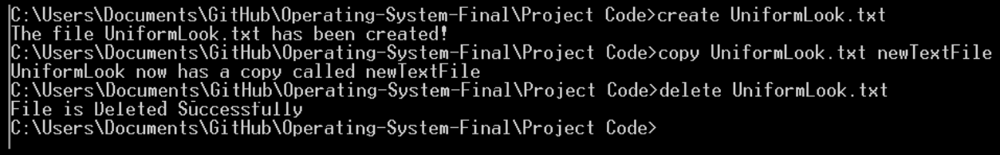 C:\Users\Documents\GitHub\Operating-System-Final\Project Code>create UniformLook.txt
The file UniformLook.txt has been created!
C:\Users\Documents\GitHub\Operating-System-Final\Project Code>copy UniformLook.txt newTextFile
UniformLook now has a copy called newTextFile
C:\Users\Documents\GitHub\Operating-System-Final\Project Code>delete UniformLook.txt
File is Deleted Successfully
C:\Users\Documents\GitHub\Operating-System-Final\Project Code>